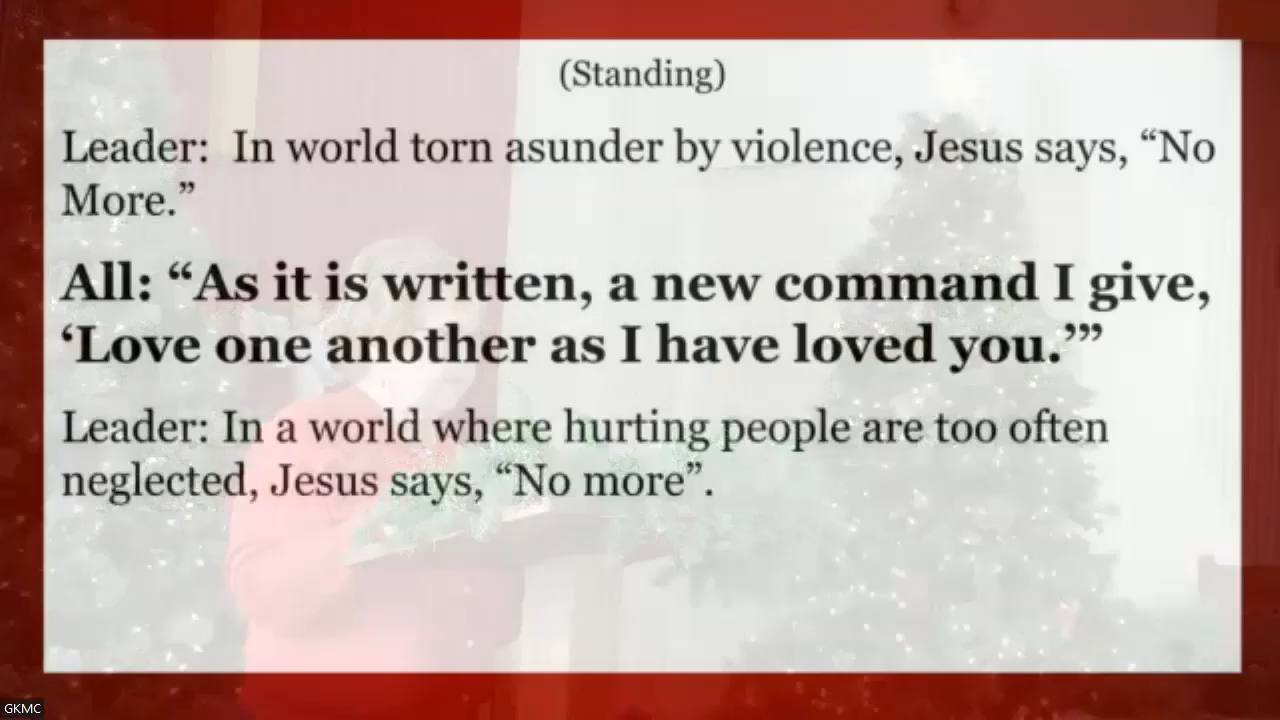 (Standing)
Leader:  In world torn asunder by violence, Jesus says, “No
More.”
All: “As it is written, a new command I give,
‘Love one another as I have loved you.’”
Leader: In a world where hurting people are too often
neglected, Jesus says, “No more”.
GKMC